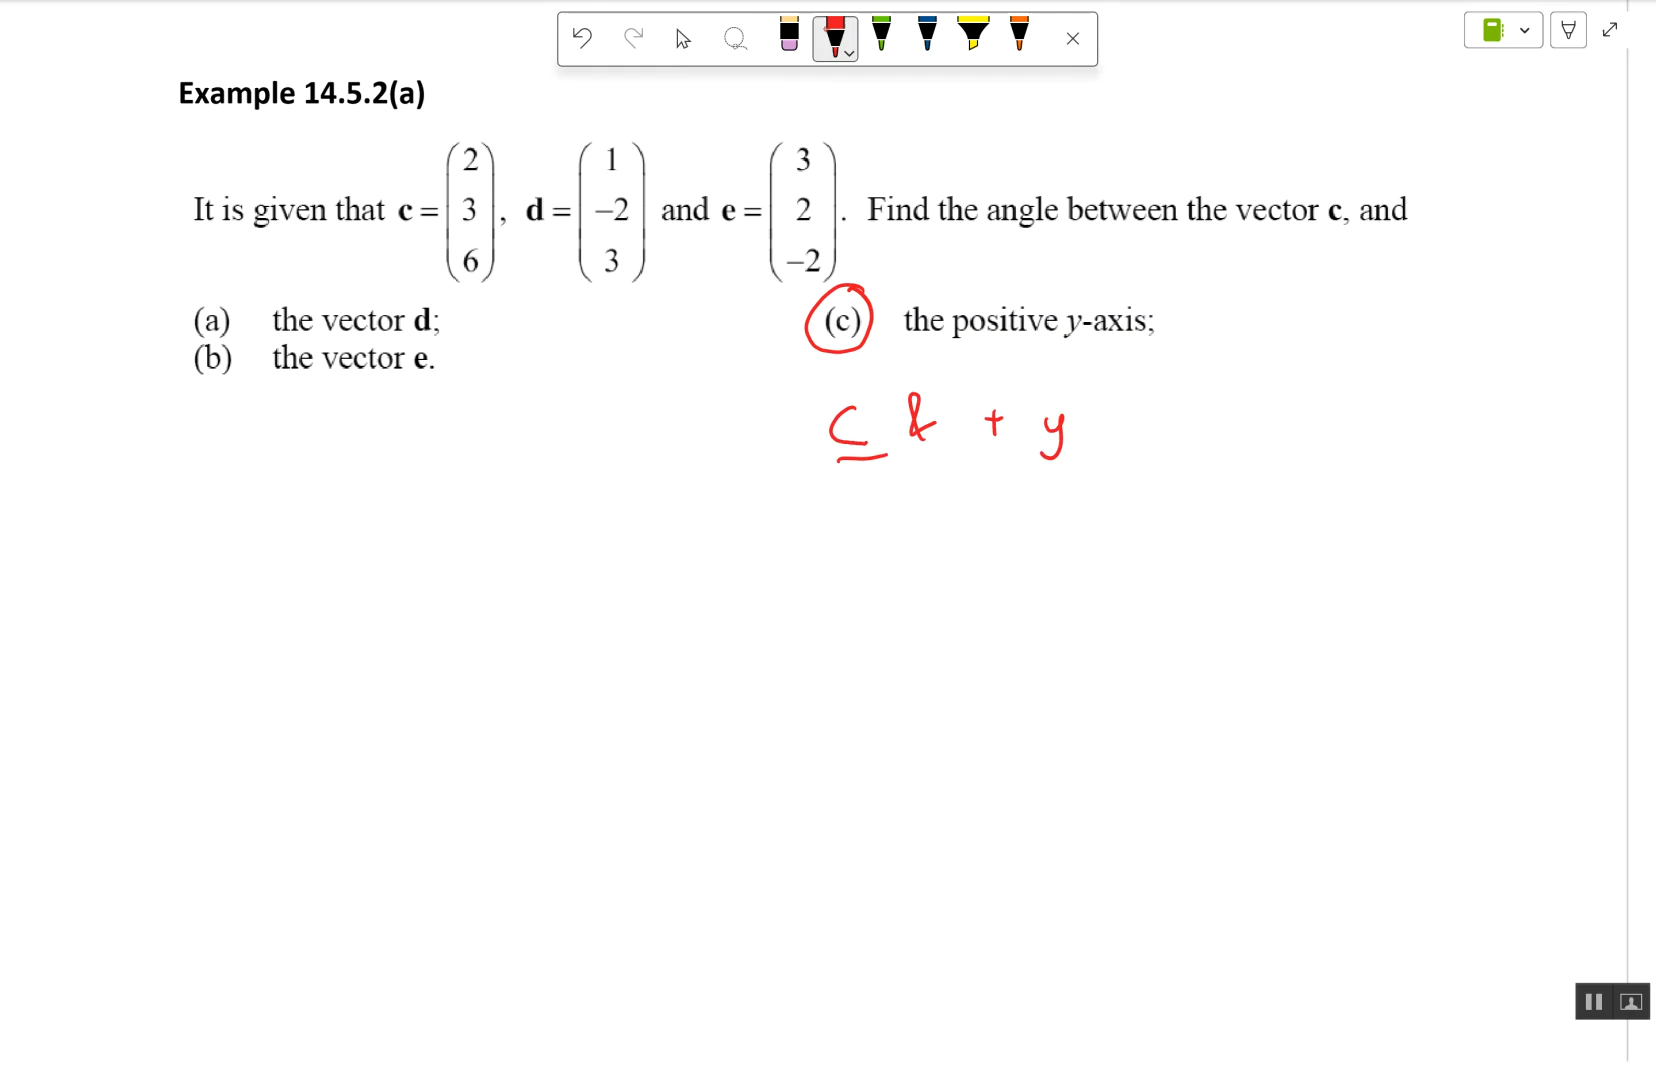 Example 14.5.2(a)
It is given that c = (2 3 6), d = (1 −2 3) and e = (3 2 −2). Find the angle between the vector c, and
(a) the vector d; (c) the positive y-axis;
(b) the vector e.
c & + y